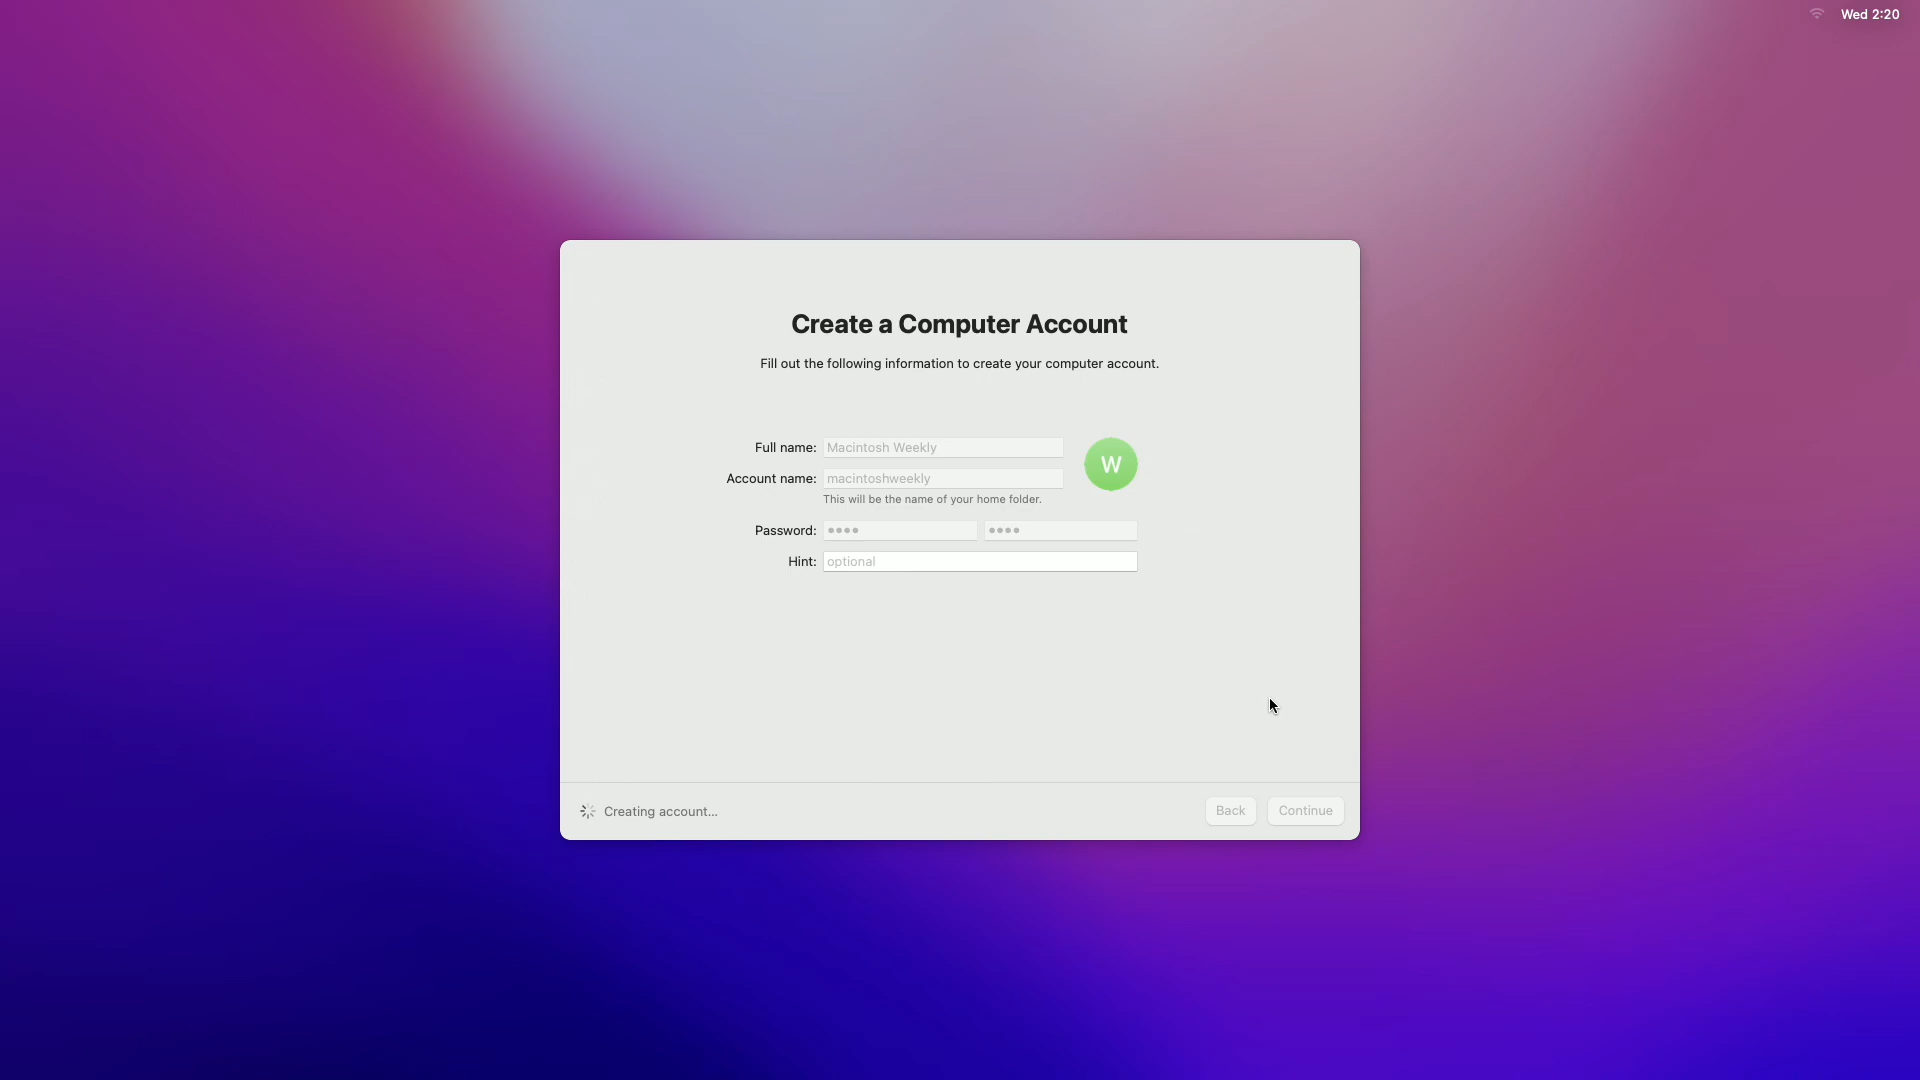 Wed 2:20
Create a Computer Account
Fill out the following information to create your computer account.
Full name: Macintosh Weekly
W
Account name: macintoshweekly
This will be the name of your home folder.
Password: •••• ••••
Hint: optional
Creating account...
Back Continue